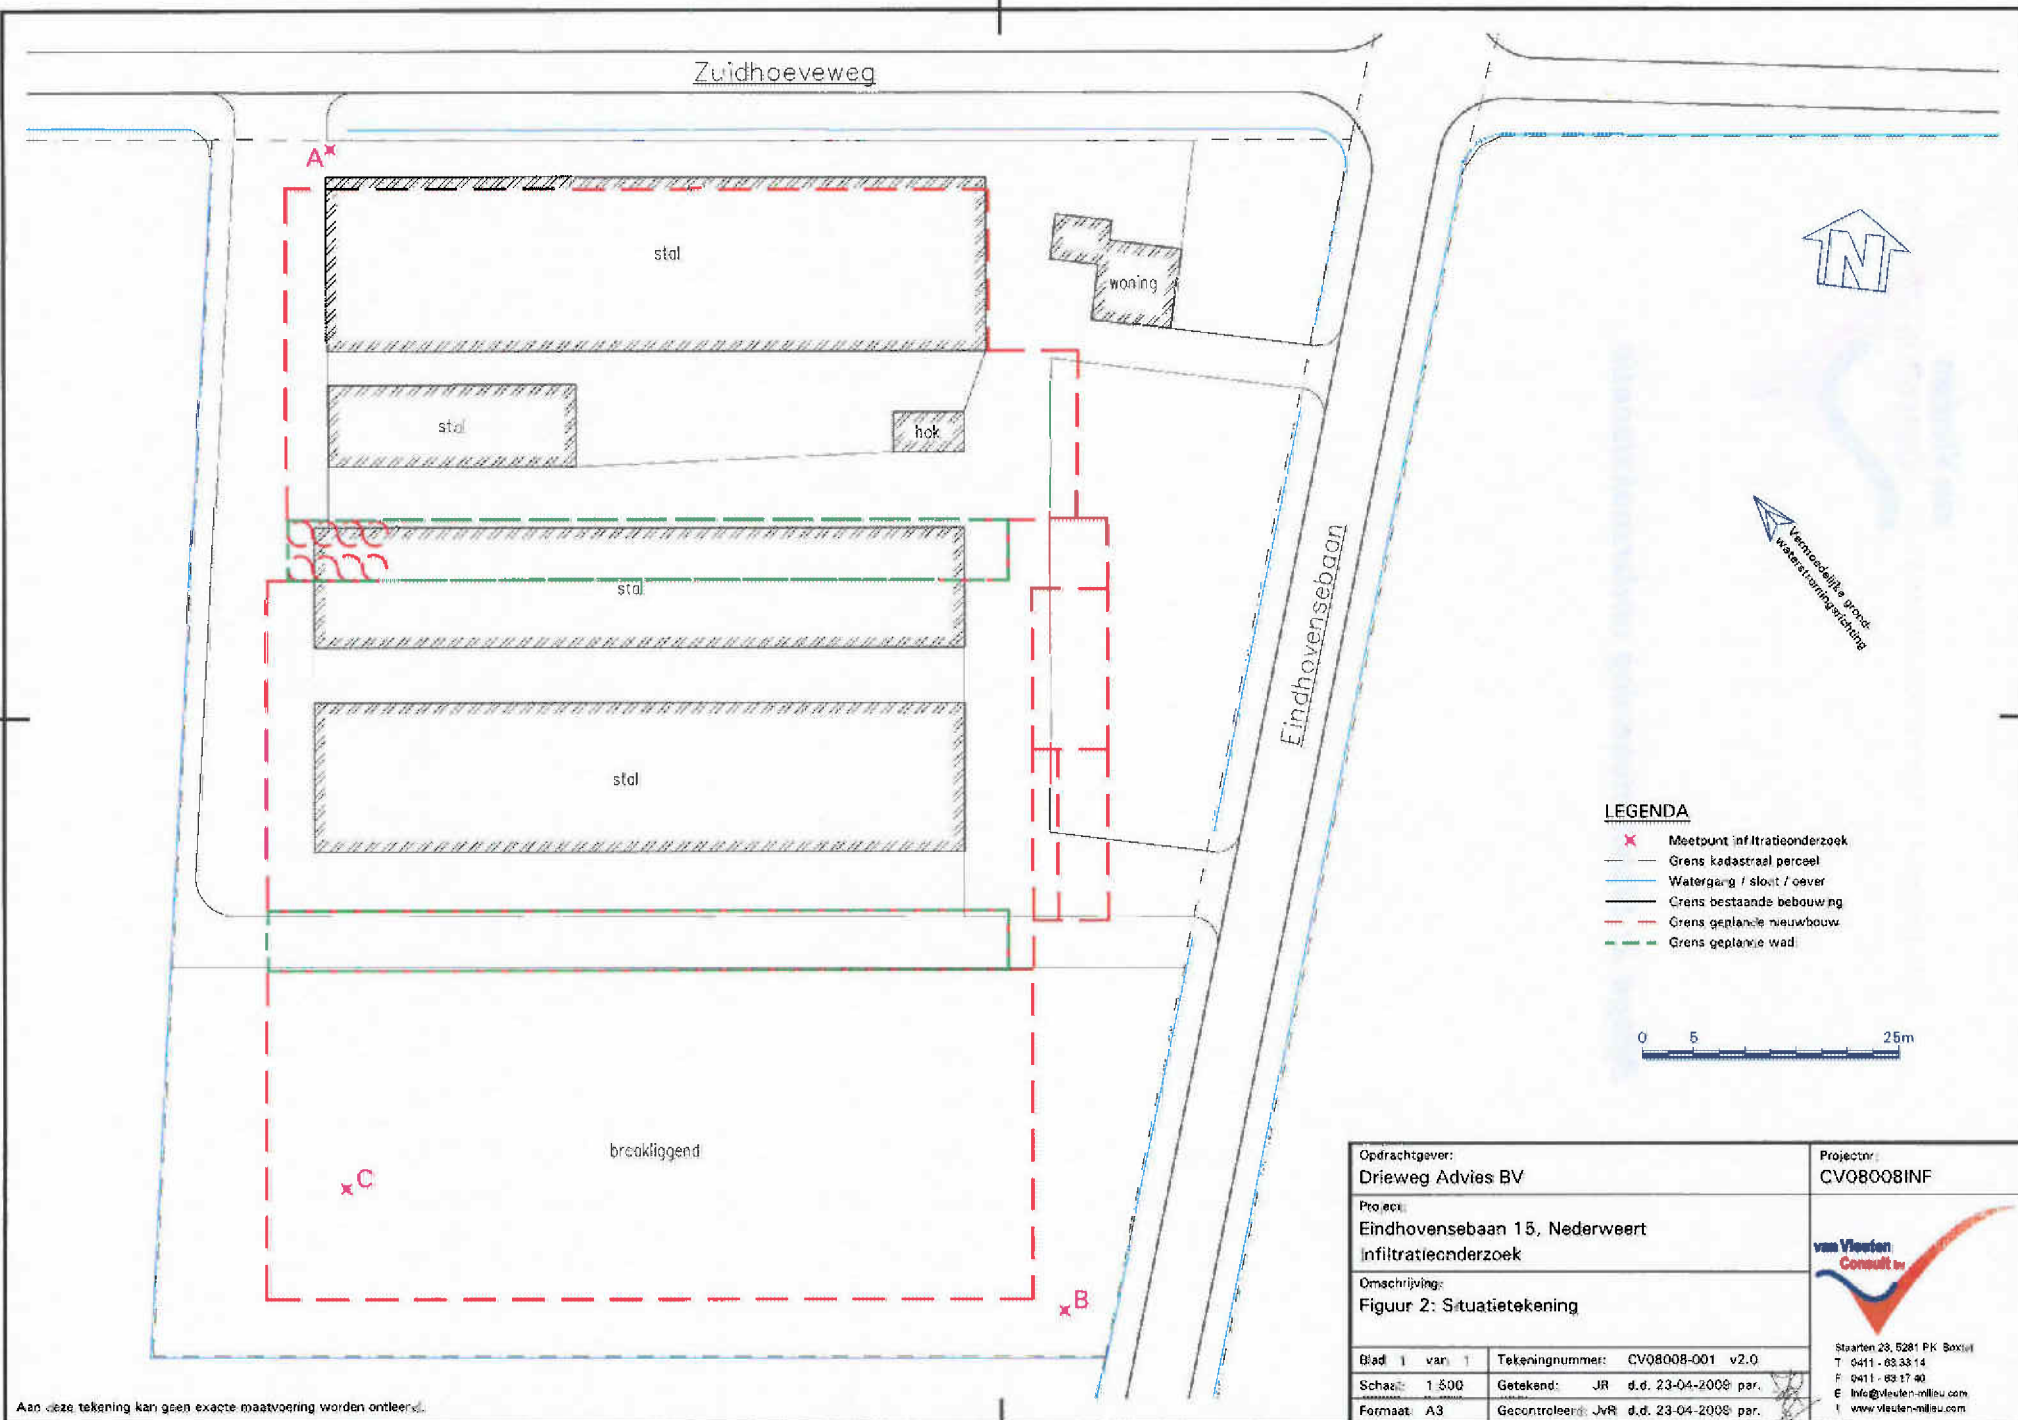 Zuidhoeveweg
A
stal
woning
stal
hok
stal
Eindhovensebaan
stal
N
Vermoedelijke grond-
waterstromingsrichting
LEGENDA
Meetpunt infiltratieonderzoek
Grens kadastraal perceel
Watergang / sloot / oever
Grens bestaande bebouwing
Grens geplande nieuwbouw
Grens geplande wadi
0 5 25m
braakliggend
C
B
Opdrachtgever:
Drieweg Advies BV
Projectnr:
CV08008INF
Project:
Eindhovensebaan 15, Nederweert
Infiltratieonderzoek
Omschrijving:
Figuur 2: Situatietekening
van Vleuten
Consult bv
Blad 1 van 1
Tekeningnummer: CV08008-001 v2.0
Schaal: 1:500
Getekend: JR d.d. 23-04-2009 par.
Formaat: A3
Gecontroleerd: JvR d.d. 23-04-2009 par.
Staarten 23, 5281 PK Boxtel
T 0411 - 63 33 14
F 0411 - 63 17 40
E info@vleuten-milieu.com
I www.vleuten-milieu.com
Aan deze tekening kan geen exacte maatvoering worden ontleend.